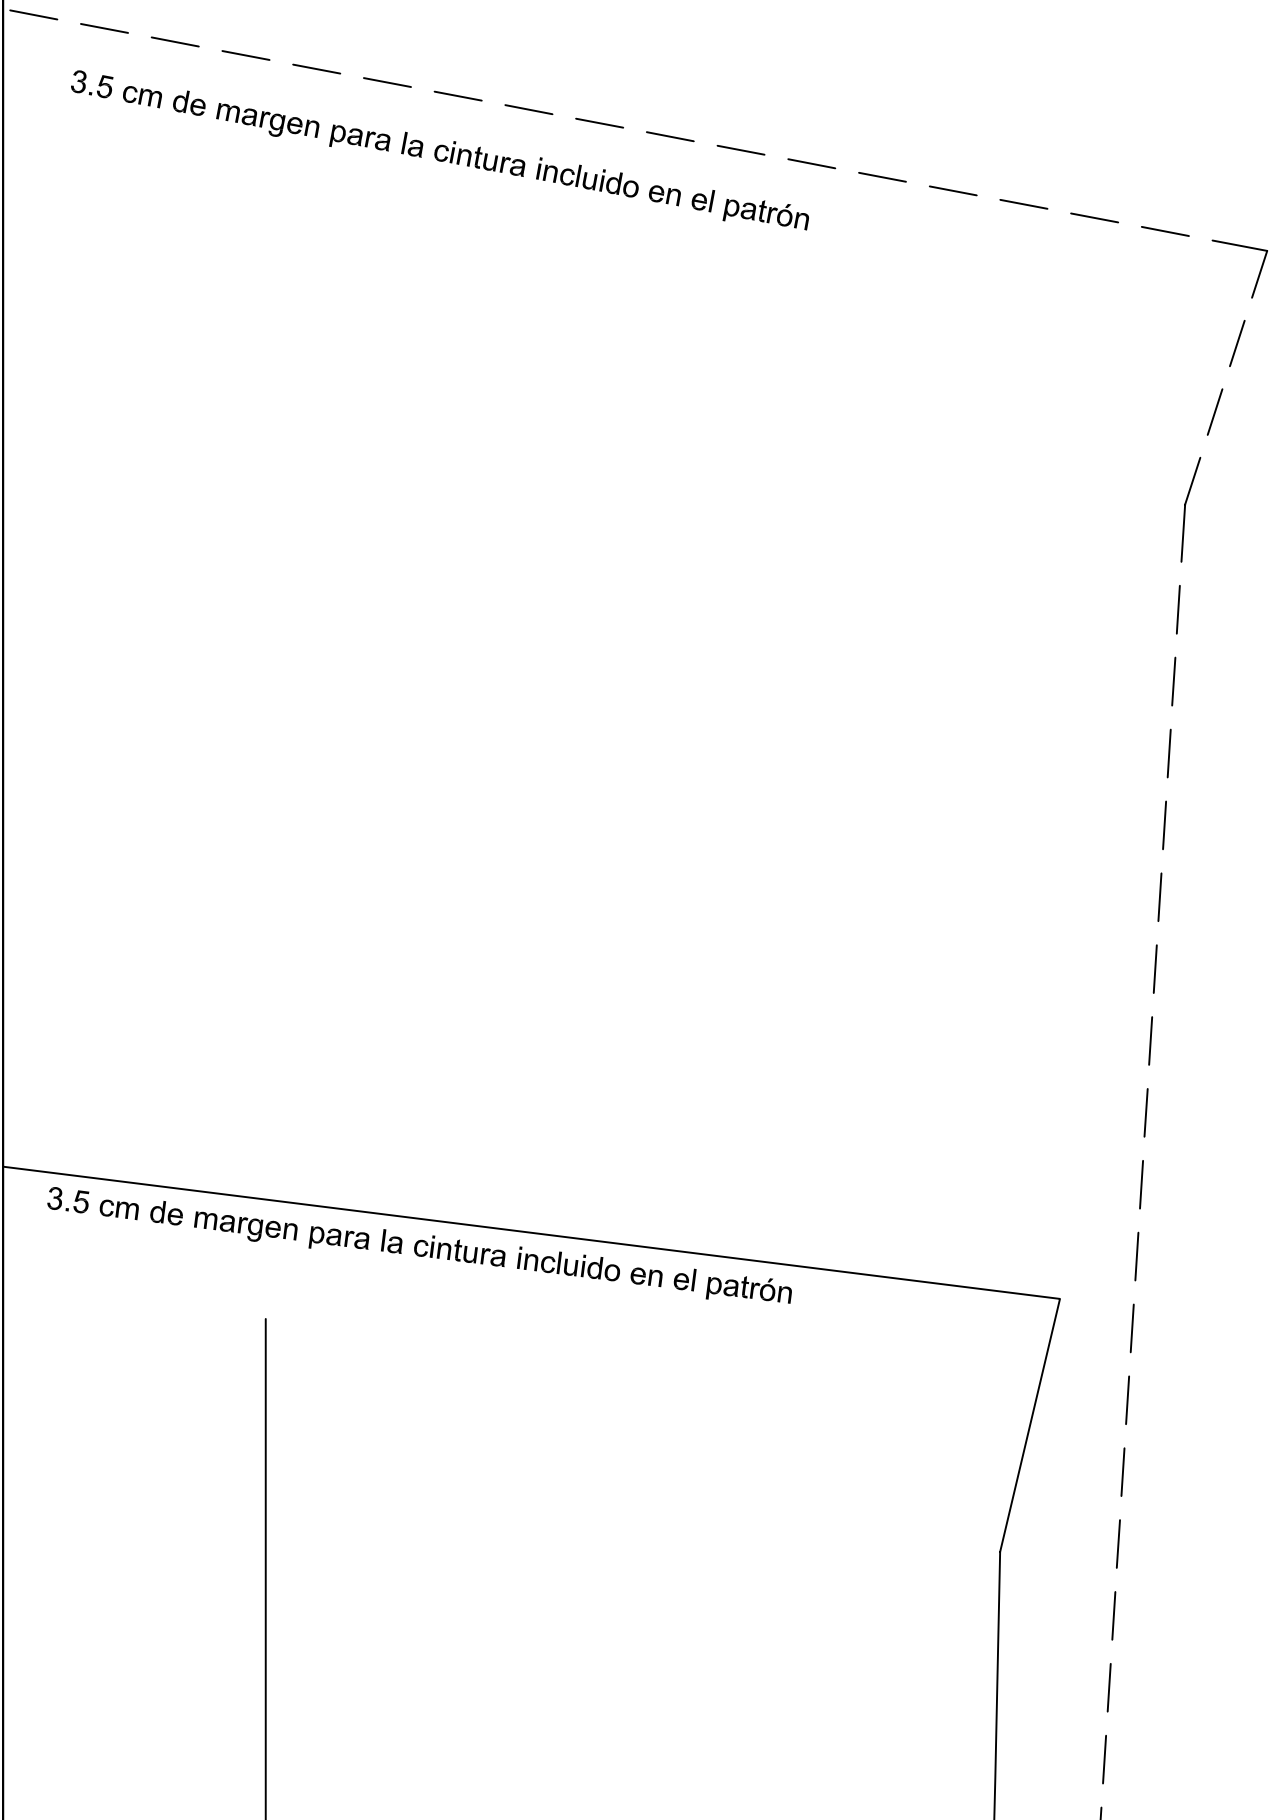 3.5 cm de margen para la cintura incluido en el patrón
3.5 cm de margen para la cintura incluido en el patrón